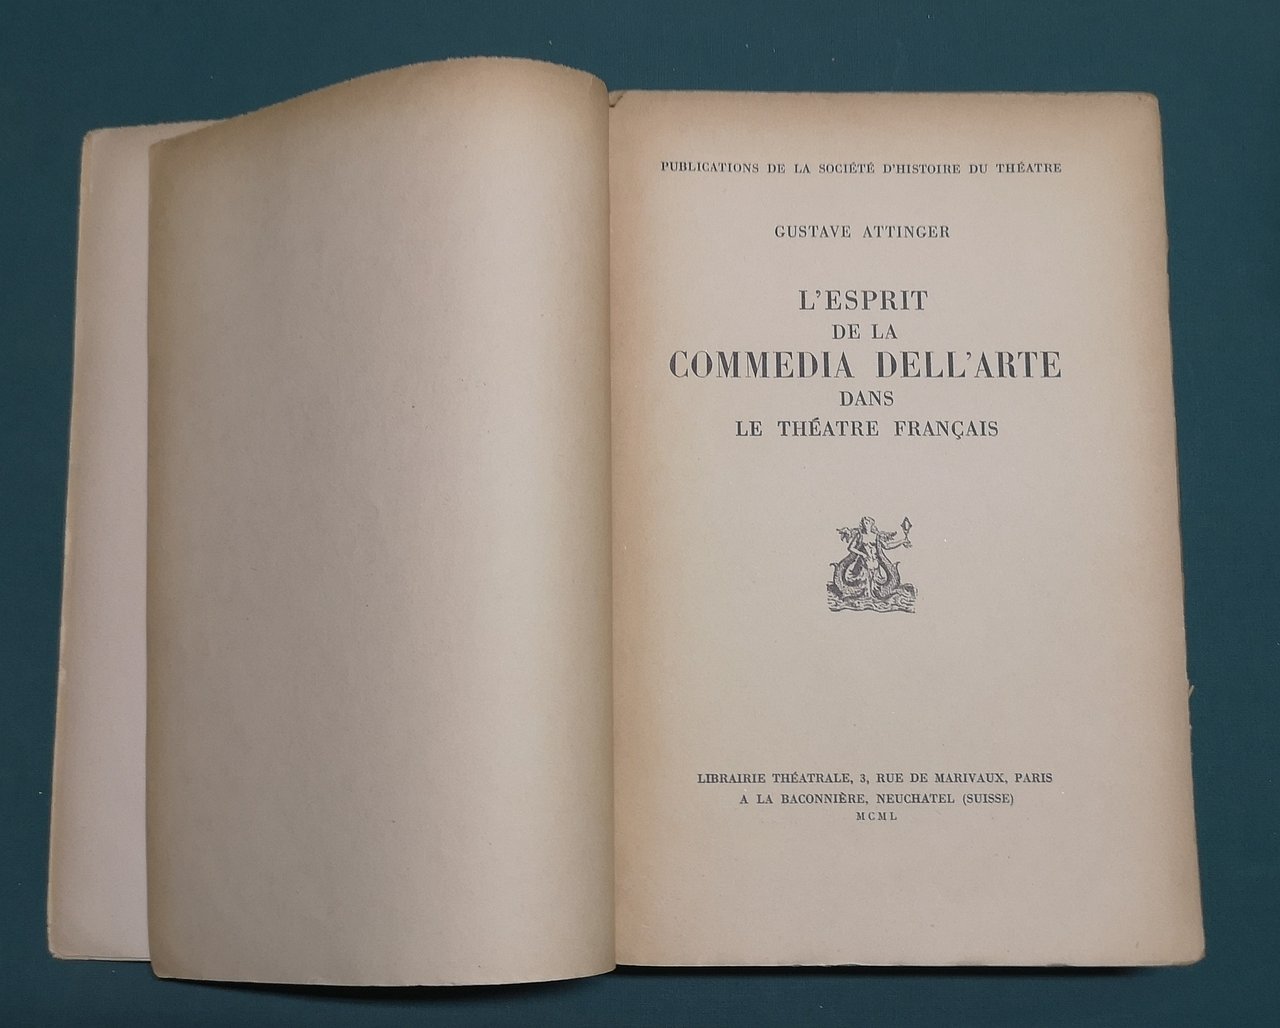 PUBLICATIONS DE LA SOCIÉTÉ D'HISTOIRE DU THÉATRE
GUSTAVE ATTINGER
L'ESPRIT
DE LA
COMMEDIA DELL'ARTE
DANS
LE THÉATRE FRANÇAIS
LIBRAIRIE THÉATRALE, 3, RUE DE MARIVAUX, PARIS
A LA BACONNIÈRE, NEUCHATEL (SUISSE)
MCML